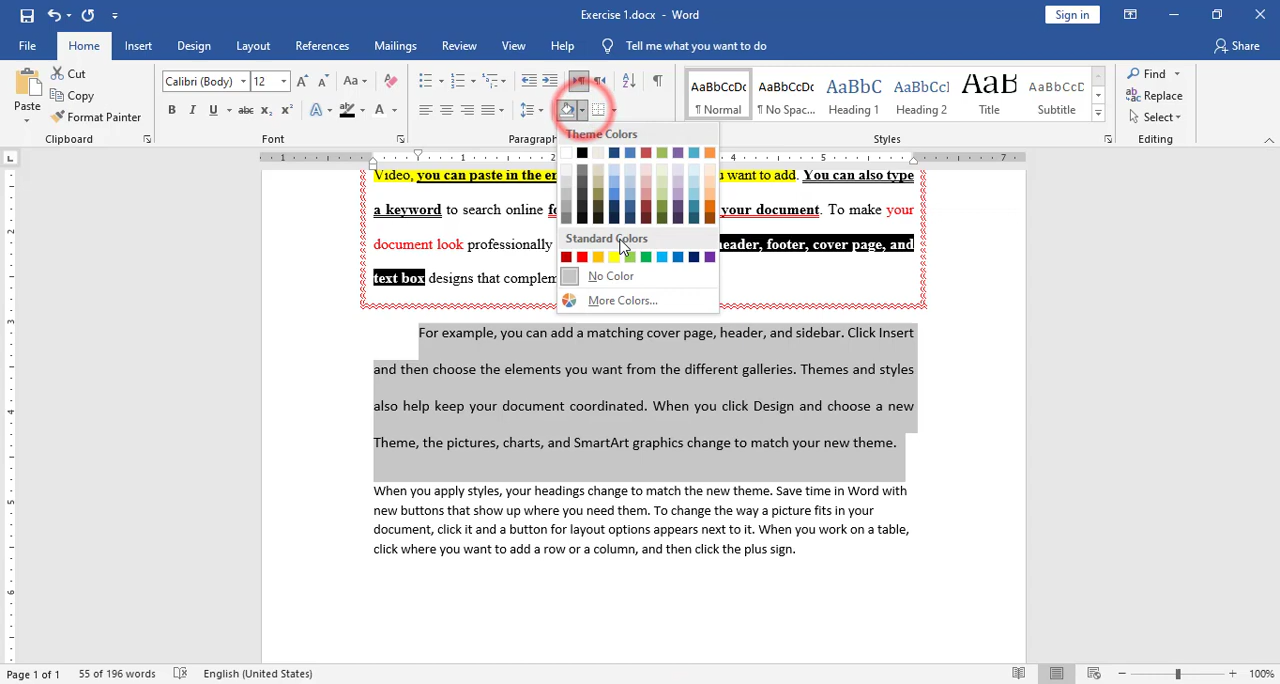 Exercise 1.docx - Word
Sign in
File Home Insert Design Layout References Mailings Review View Help Tell me what you want to do Share
Paste
Cut
Copy
Format Painter
Clipboard
Calibri (Body) 12
Font
Paragraph
AaBbCcDc
¶ Normal
AaBbCcDc
¶ No Spac...
AaBbC
Heading 1
AaBbCc
Heading 2
AaB
Title
AaBbCcD
Subtitle
Styles
Find
Replace
Select
Editing
Theme Colors
Standard Colors
No Color
More Colors...
Video, you can paste in the want to add. You can also type
a keyword to search online your document. To make your
document look professionally header, footer, cover page, and
text box designs that complem
For example, you can add a matching cover page, header, and sidebar. Click Insert
and then choose the elements you want from the different galleries. Themes and styles
also help keep your document coordinated. When you click Design and choose a new
Theme, the pictures, charts, and SmartArt graphics change to match your new theme.
When you apply styles, your headings change to match the new theme. Save time in Word with
new buttons that show up where you need them. To change the way a picture fits in your
document, click it and a button for layout options appears next to it. When you work on a table,
click where you want to add a row or a column, and then click the plus sign.
Page 1 of 1 55 of 196 words English (United States) 100%